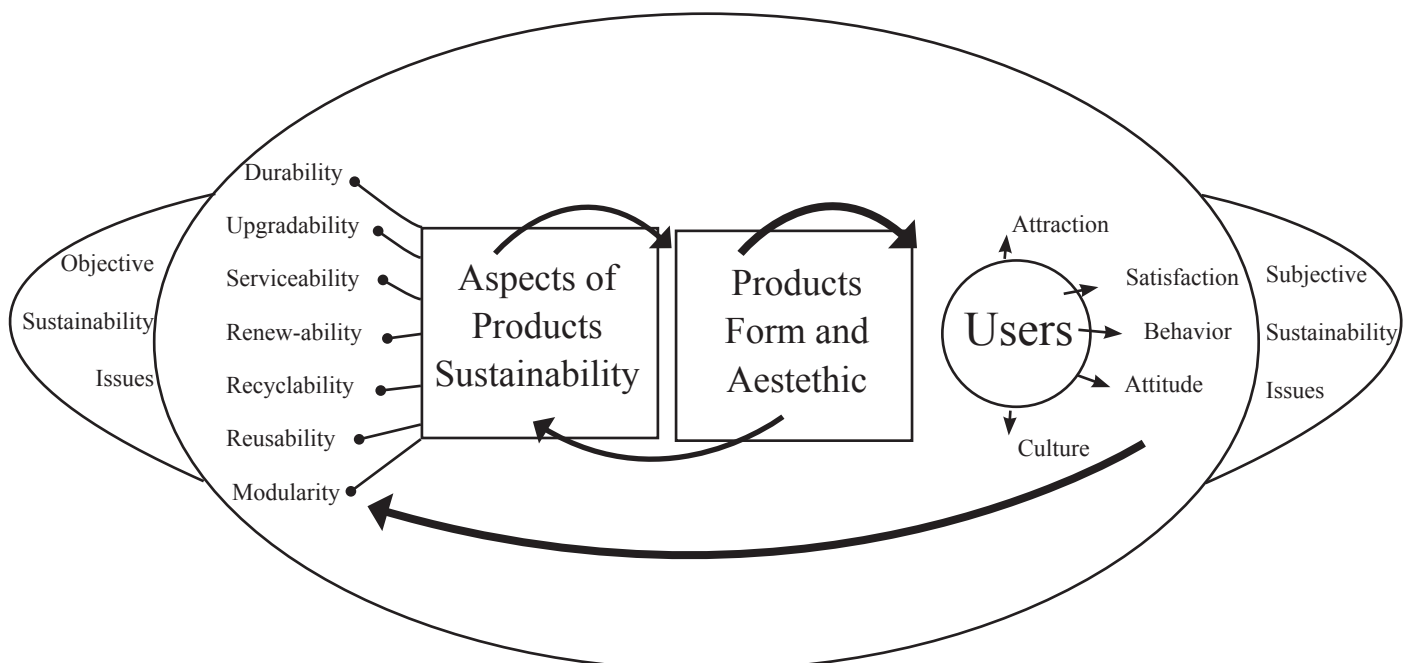 Objective
Sustainability
Issues
Durability
Upgradability
Serviceability
Renew-ability
Recyclability
Reusability
Modularity
Aspects of
Products
Sustainability
Products
Form and
Aestethic
Users
Attraction
Satisfaction
Behavior
Attitude
Culture
Subjective
Sustainability
Issues